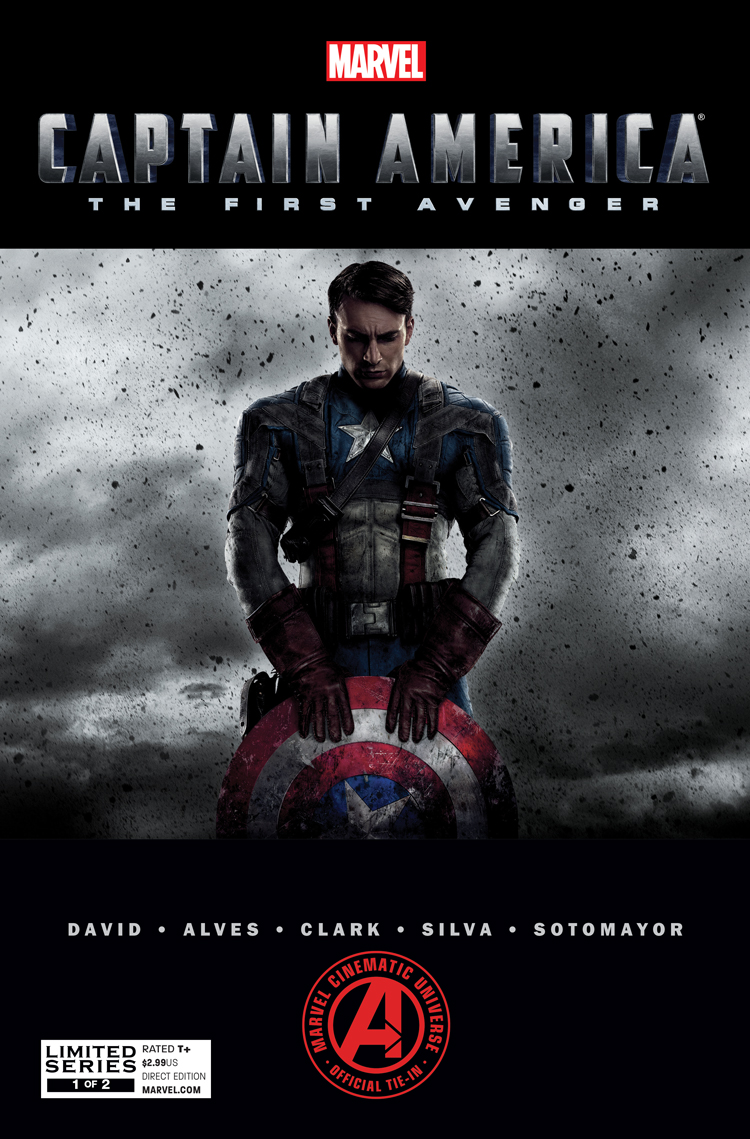 MARVEL
CAPTAIN AMERICA®
THE FIRST AVENGER
DAVID • ALVES • CLARK • SILVA • SOTOMAYOR
MARVEL CINEMATIC UNIVERSE
A
• OFFICIAL TIE-IN •
LIMITED
SERIES
1 OF 2
RATED T+
$2.99US
DIRECT EDITION
MARVEL.COM